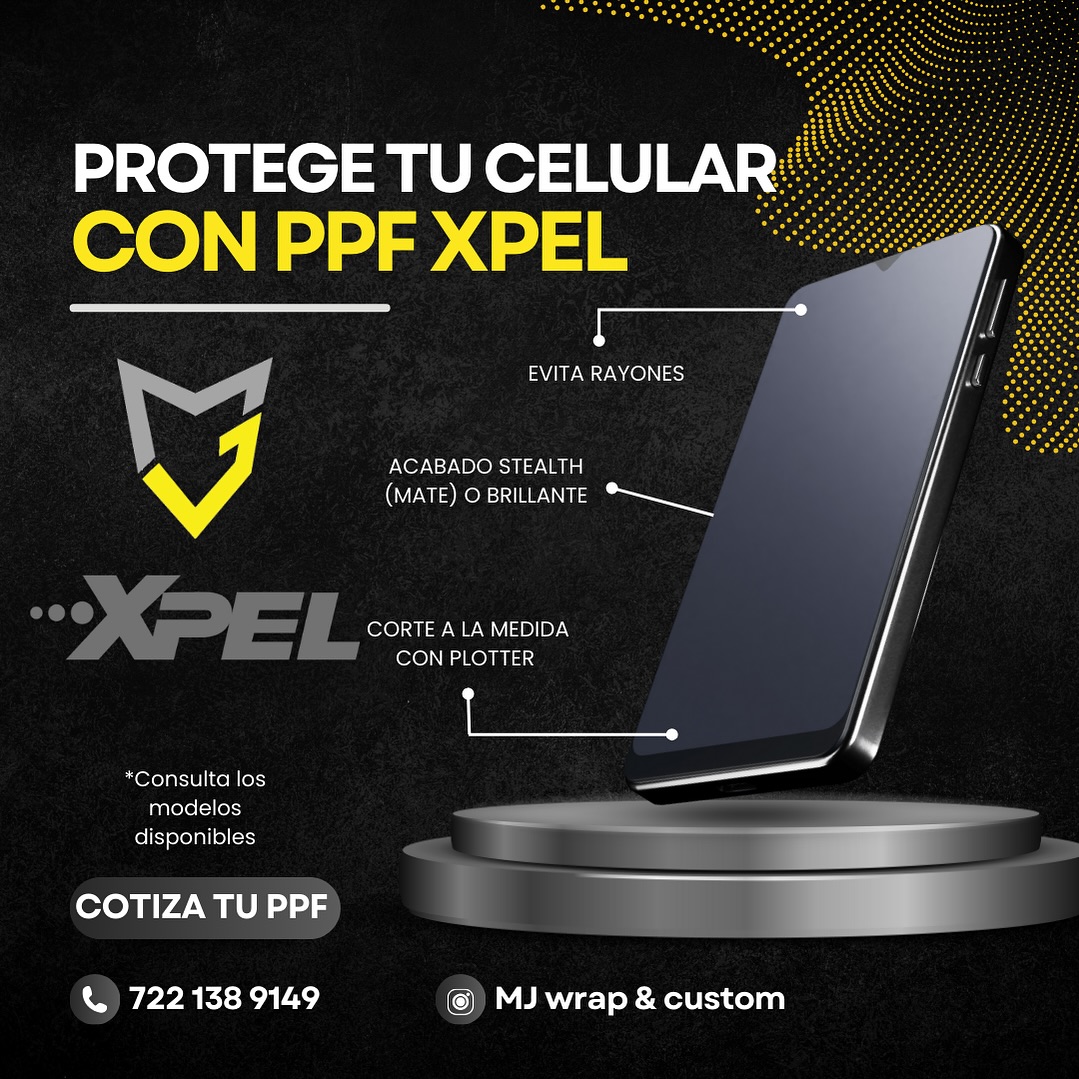 PROTEGE TU CELULAR
CON PPF XPEL
EVITA RAYONES
ACABADO STEALTH
(MATE) O BRILLANTE
XPEL
CORTE A LA MEDIDA
CON PLOTTER
*Consulta los
modelos
disponibles
COTIZA TU PPF
722 138 9149
MJ wrap & custom